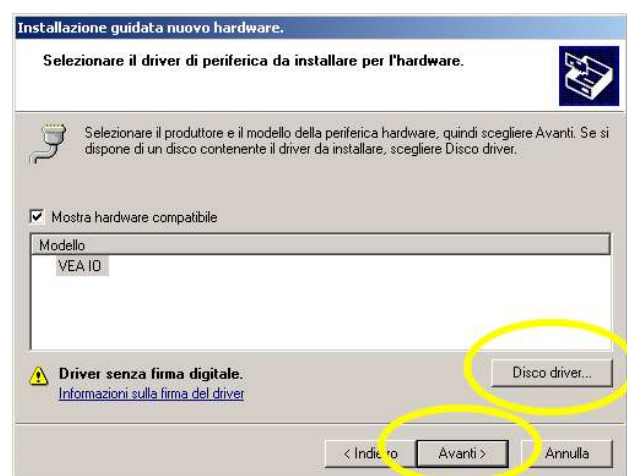 Installazione guidata nuovo hardware.
Selezionare il driver di periferica da installare per l'hardware.
Selezionare il produttore e il modello della periferica hardware, quindi scegliere Avanti. Se si
dispone di un disco contenente il driver da installare, scegliere Disco driver.
Mostra hardware compatibile
Modello
VEA IO
Driver senza firma digitale.
Disco driver...
Informazioni sulla firma del driver
< Indietro Avanti > Annulla